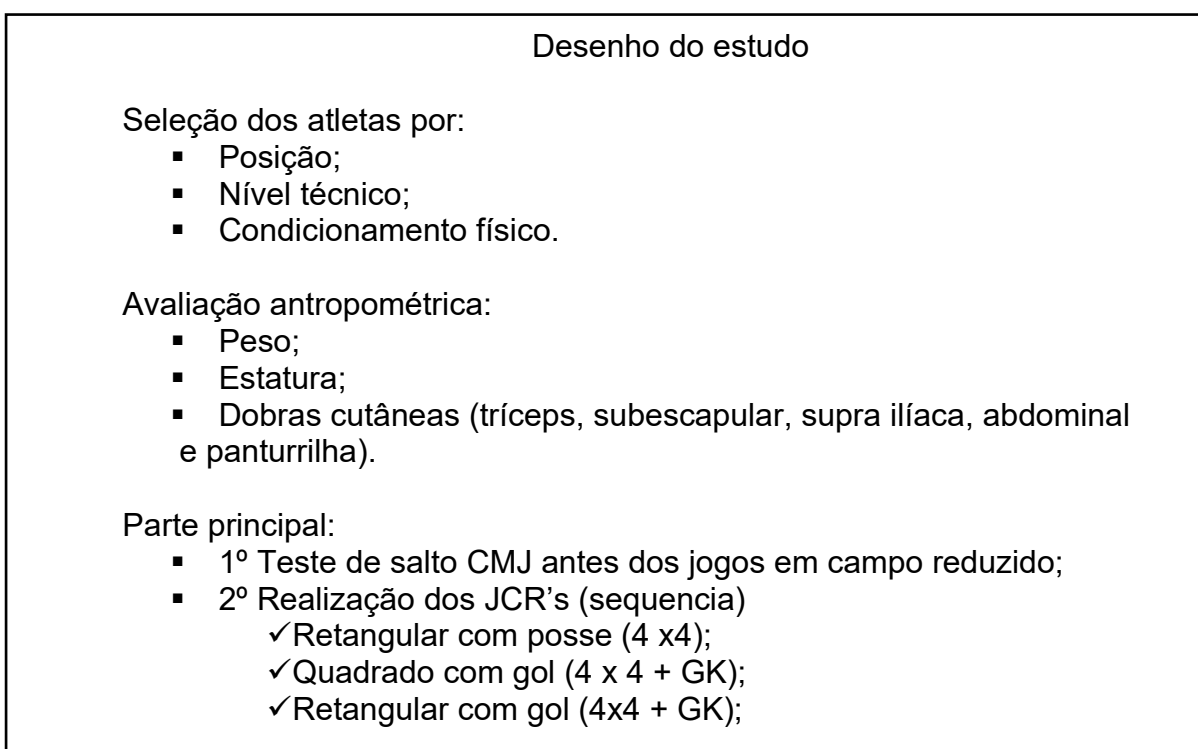 Desenho do estudo
Seleção dos atletas por:
▪ Posição;
▪ Nível técnico;
▪ Condicionamento físico.
Avaliação antropométrica:
▪ Peso;
▪ Estatura;
▪ Dobras cutâneas (tríceps, subescapular, supra ilíaca, abdominal
e panturrilha).
Parte principal:
▪ 1º Teste de salto CMJ antes dos jogos em campo reduzido;
▪ 2º Realização dos JCR’s (sequencia)
✓Retangular com posse (4 x4);
✓Quadrado com gol (4 x 4 + GK);
✓Retangular com gol (4x4 + GK);